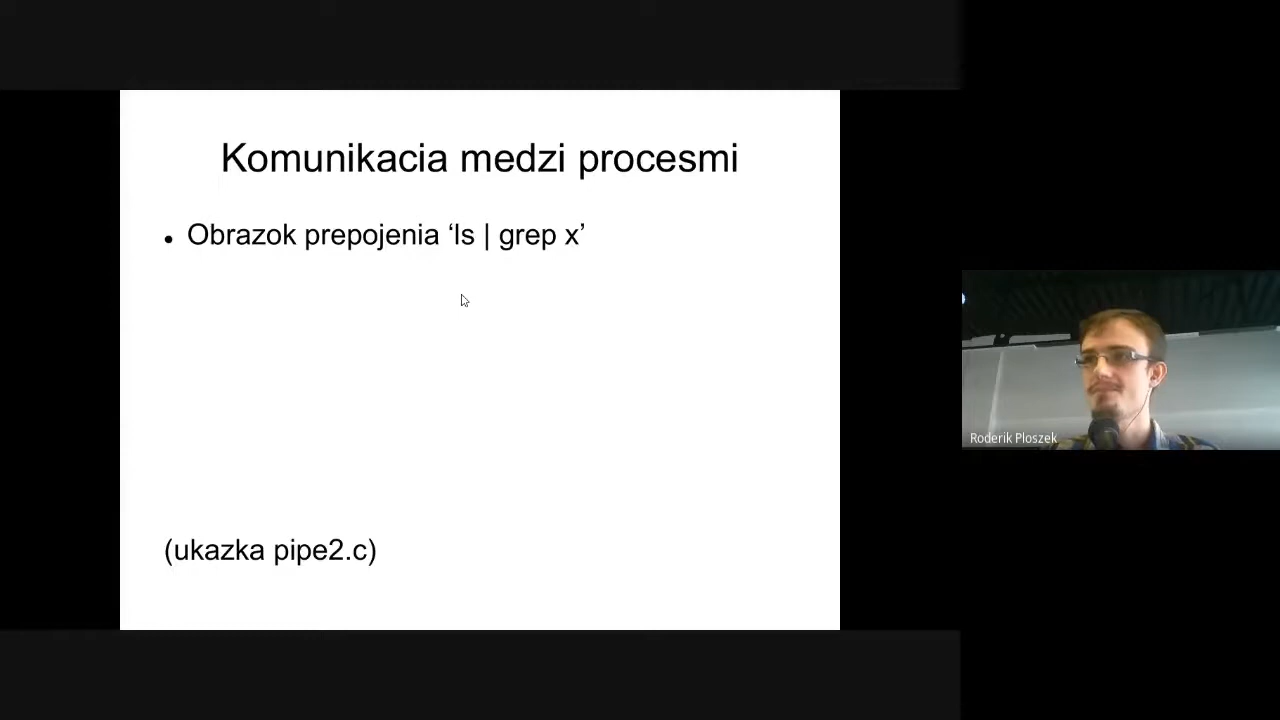 Komunikacia medzi procesmi
• Obrazok prepojenia ‘ls | grep x’
(ukazka pipe2.c)
Roderik Ploszek